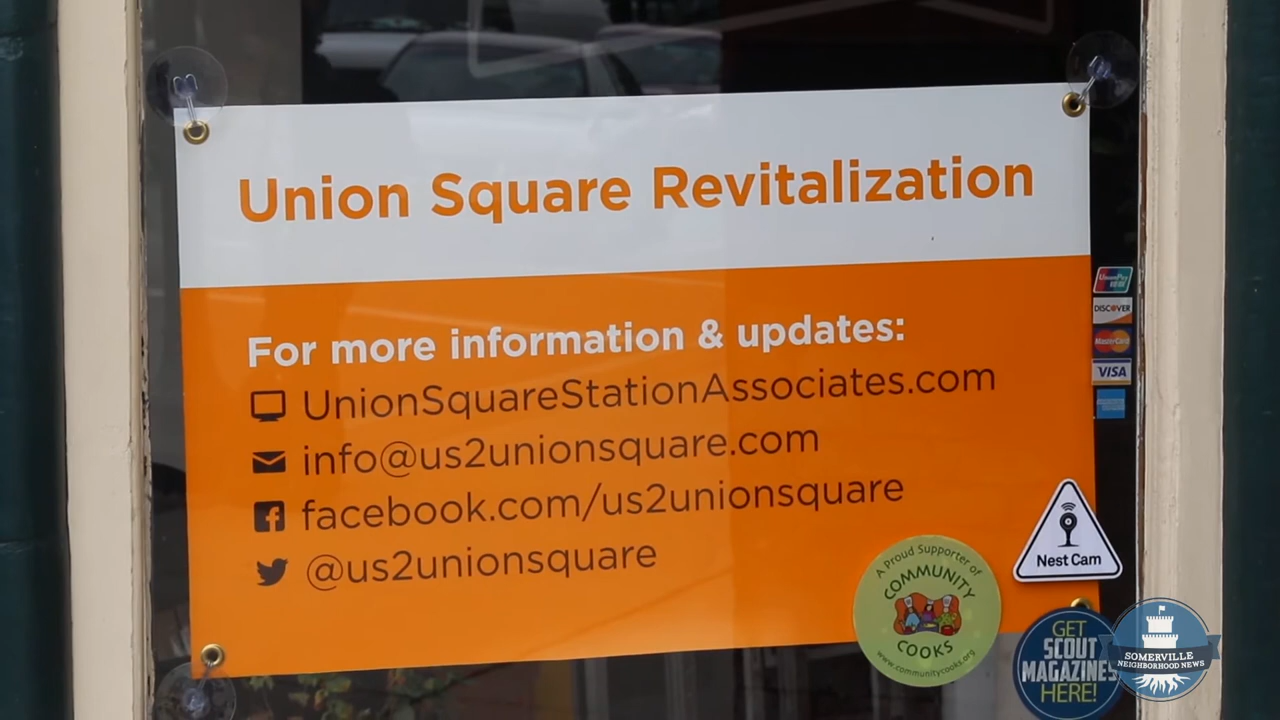 Union Square Revitalization
For more information & updates:
UnionSquareStationAssociates.com
info@us2unionsquare.com
facebook.com/us2unionsquare
@us2unionsquare
UnionPay
DISCOVER
MasterCard
VISA
Nest Cam
A Proud Supporter of
COMMUNITY
COOKS
www.communitycooks.org
GET
SCOUT
MAGAZINES
HERE!
SOMERVILLE
NEIGHBORHOOD NEWS